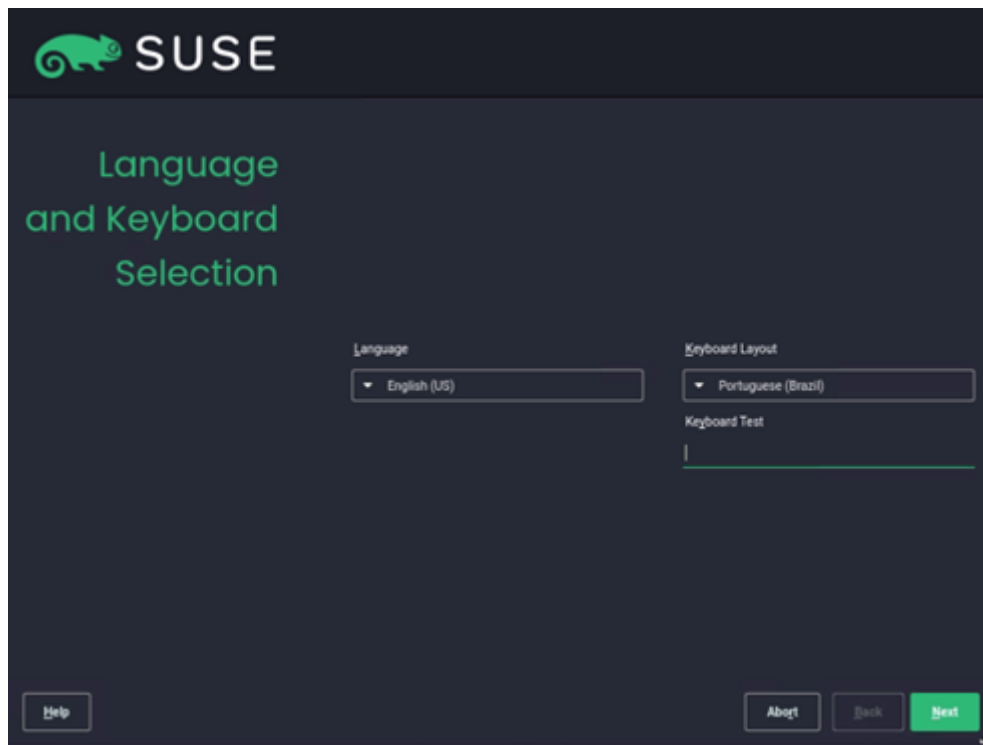 SUSE
Language
and Keyboard
Selection
Language
Keyboard Layout
English (US)
Portuguese (Brazil)
Keyboard Test
Help
Abort
Back
Next